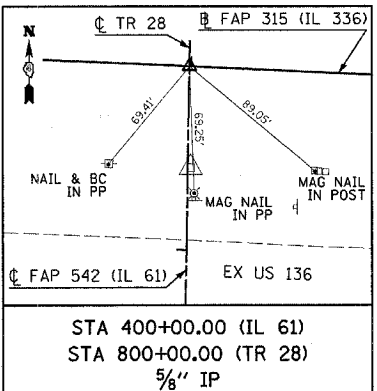 ℄ TR 28
N
B FAP 315 (IL 336)
69.41'
69.25'
89.05'
NAIL & BC
IN PP
MAG NAIL
IN PP
MAG NAIL
IN POST
℄ FAP 542 (IL 61)
EX US 136
STA 400+00.00 (IL 61)
STA 800+00.00 (TR 28)
5/8" IP